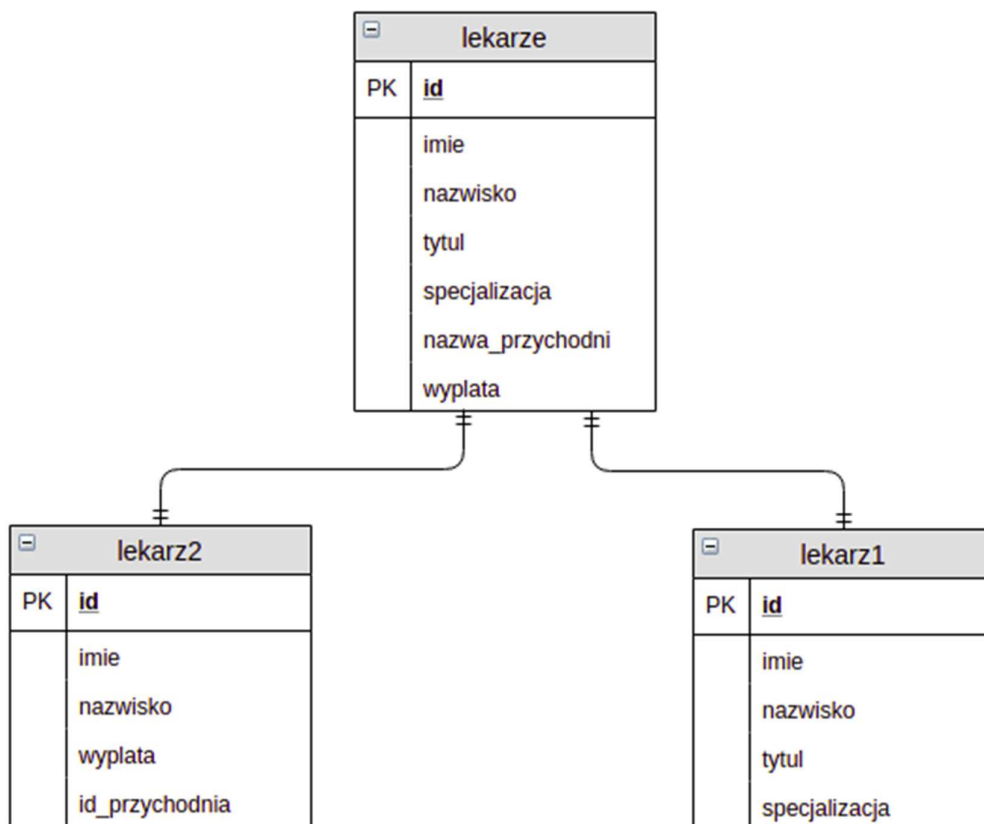 lekarze
PK id
imie
nazwisko
tytul
specjalizacja
nazwa_przychodni
wyplata
lekarz2
PK id
imie
nazwisko
wyplata
id_przychodnia
lekarz1
PK id
imie
nazwisko
tytul
specjalizacja